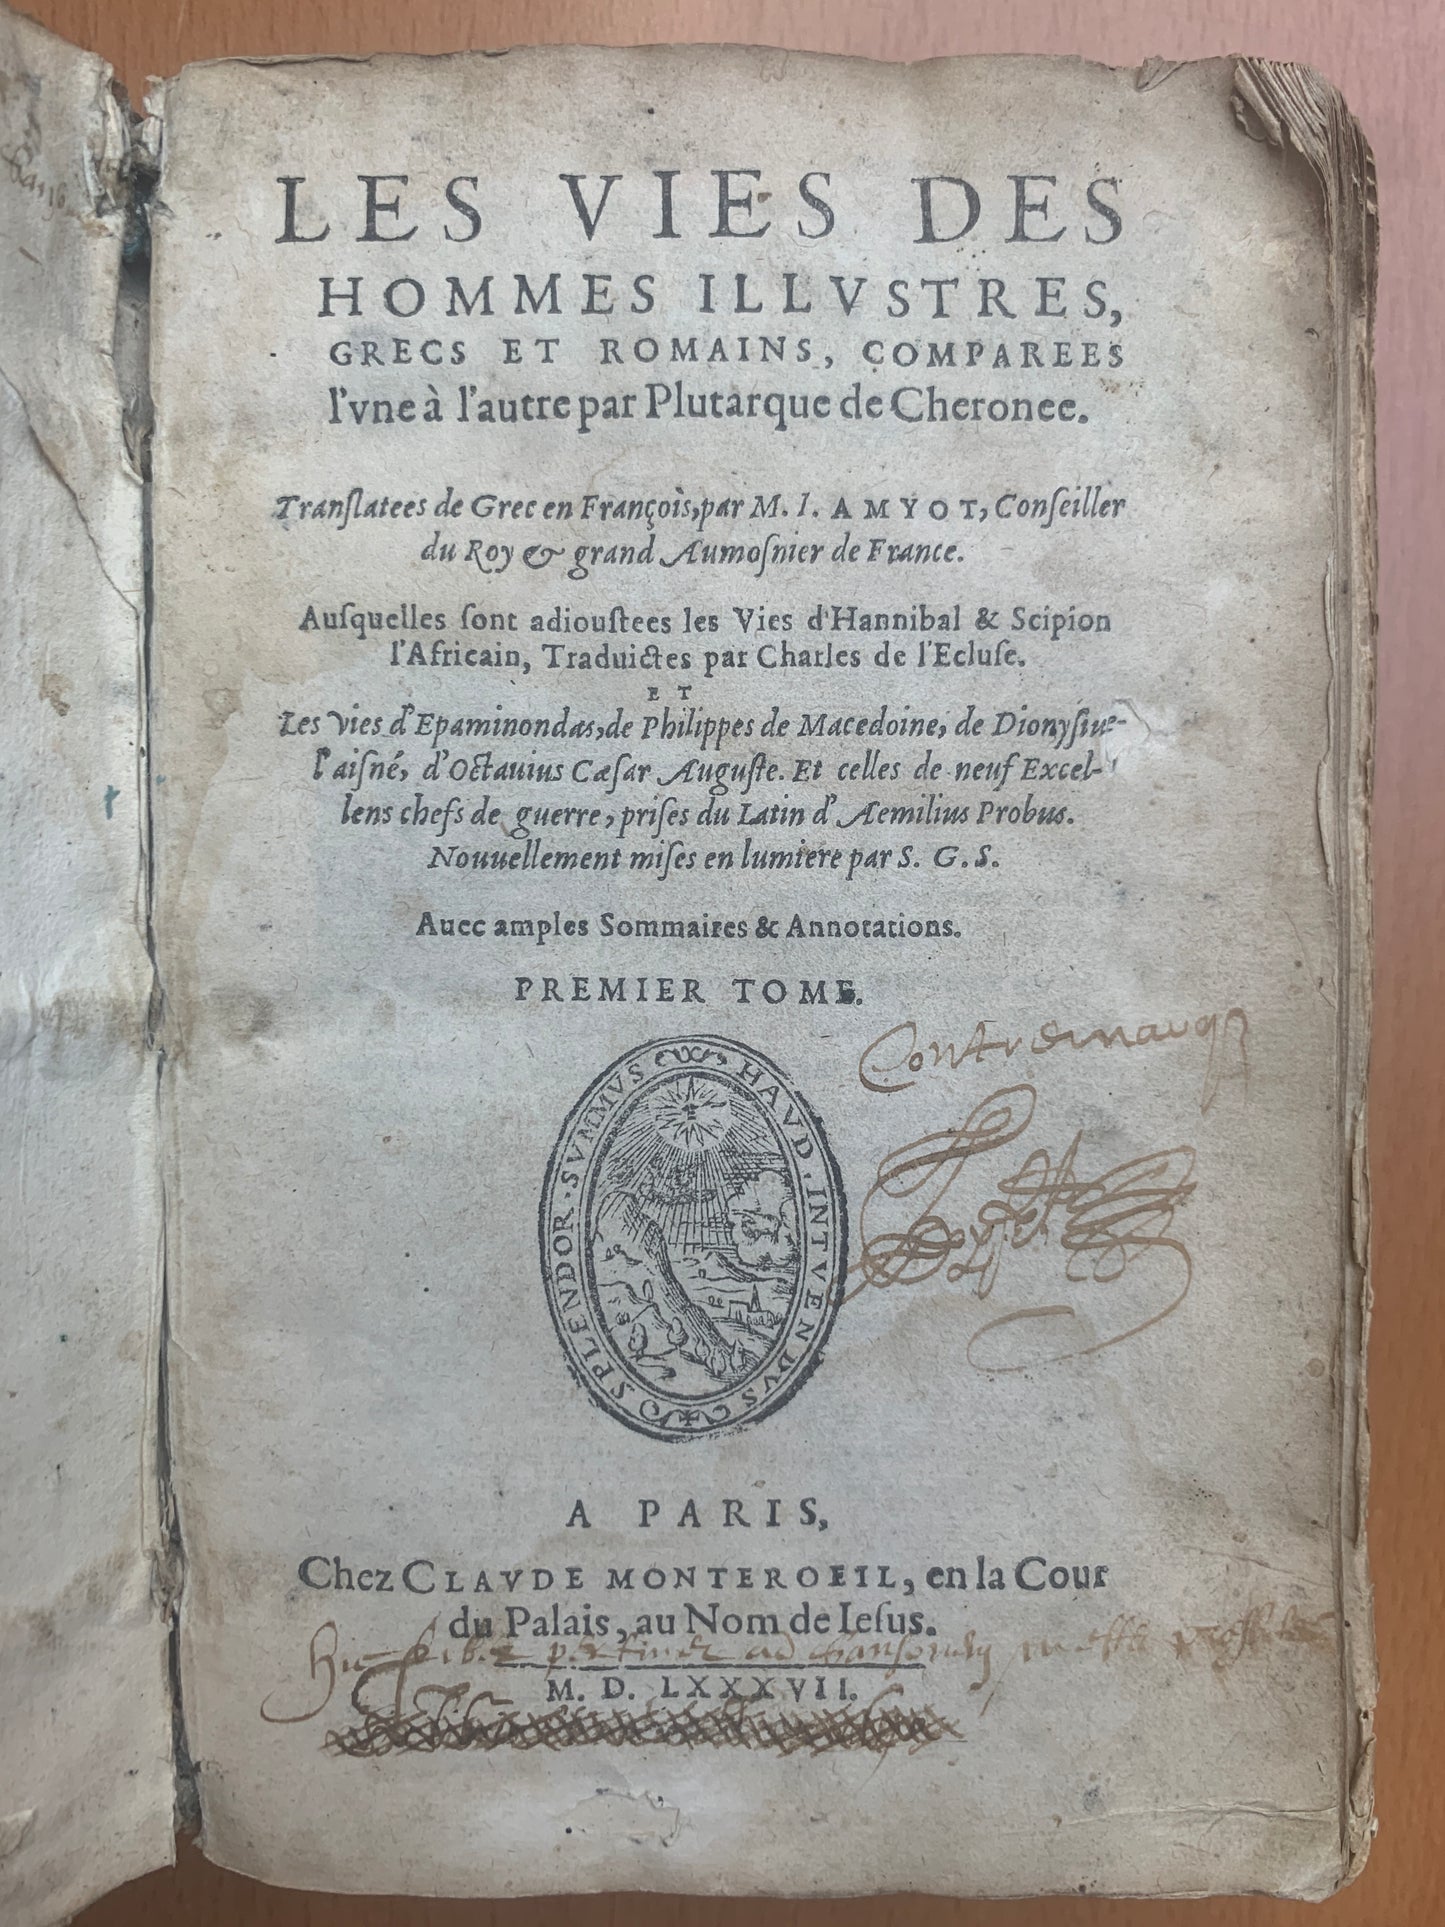 LES VIES DES
HOMMES ILLVSTRES,
GRECS ET ROMAINS, COMPAREES
l'vne à l'autre par Plutarque de Cheronee.
Tranſlatees de Grec en François, par M. I. AMYOT, Conſeiller
du Roy & grand Aumoſnier de France.
Auſquelles ſont adiouſtees les Vies d'Hannibal & Scipion
l'Africain, Traduictes par Charles de l'Ecluſe.
ET
Les vies d'Epaminondas, de Philippes de Macedoine, de Dionyſius
l'aiſné, d'Octauius Cæſar Auguſte. Et celles de neuf Excel-
lens chefs de guerre, priſes du Latin d'Aemilius Probus.
Nouuellement miſes en lumiere par S. G. S.
Auec amples Sommaires & Annotations.
PREMIER TOME.
HAVD · INTVENDVS
SPLENDOR · SVMMVS
A PARIS,
Chez CLAVDE MONTEROEIL, en la Cour
du Palais, au Nom de Ieſus.
Hic liber pertinet ad
M. D. LXXXVII.